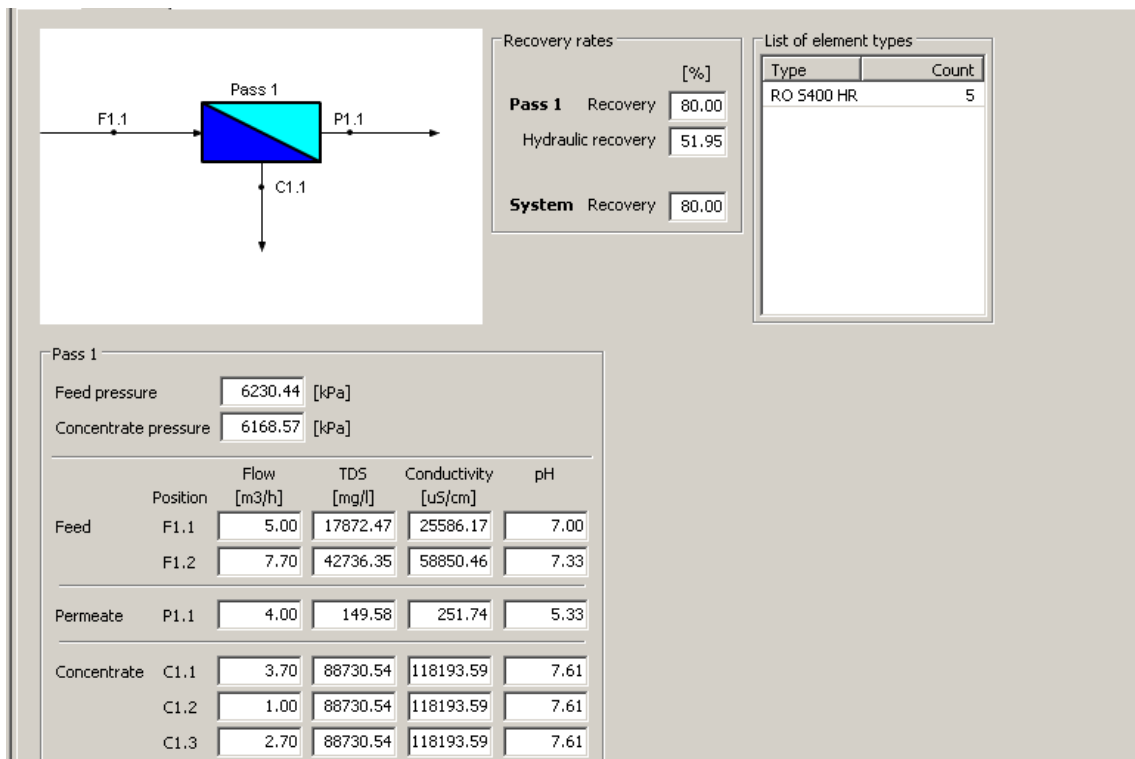 Pass 1
F1.1
P1.1
C1.1
Recovery rates
[%]
Pass 1 Recovery 80.00
Hydraulic recovery 51.95
System Recovery 80.00
List of element types
Type Count
RO S400 HR 5
Pass 1
Feed pressure 6230.44 [kPa]
Concentrate pressure 6168.57 [kPa]
Flow TDS Conductivity pH
Position [m3/h] [mg/l] [uS/cm]
Feed F1.1 5.00 17872.47 25586.17 7.00
F1.2 7.70 42736.35 58850.46 7.33
Permeate P1.1 4.00 149.58 251.74 5.33
Concentrate C1.1 3.70 88730.54 118193.59 7.61
C1.2 1.00 88730.54 118193.59 7.61
C1.3 2.70 88730.54 118193.59 7.61